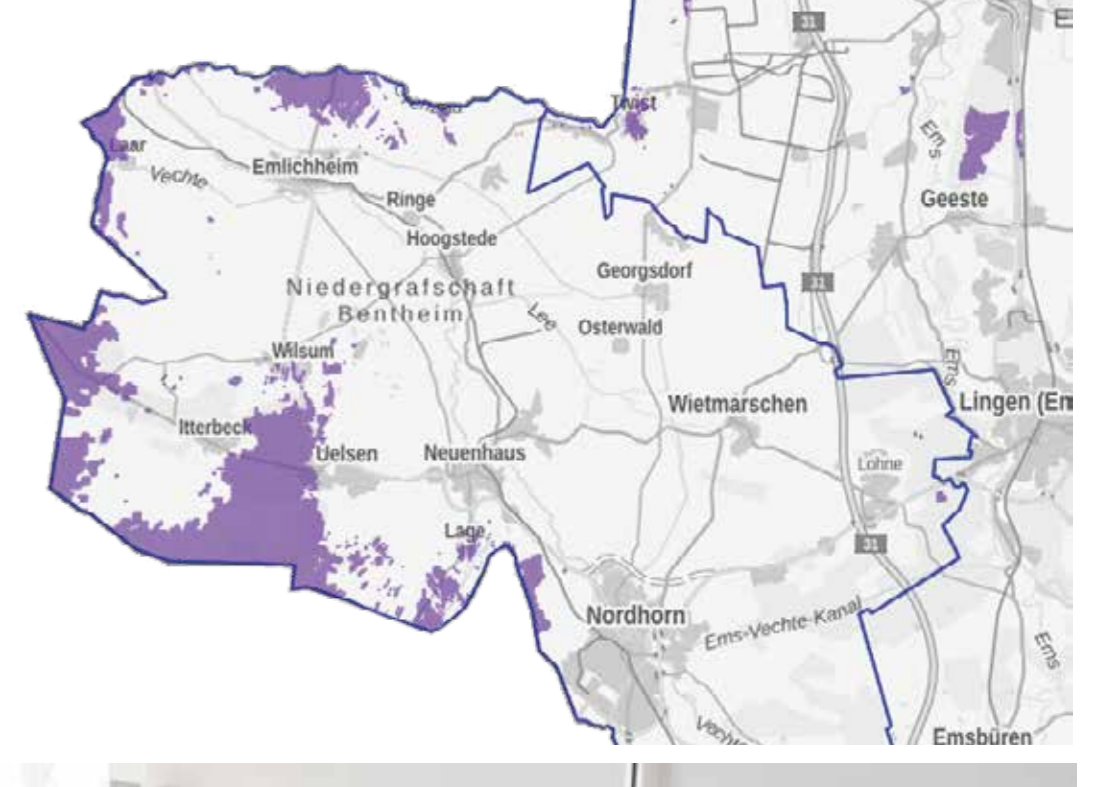 31
E
Twist
Laar
Vechte
Emlichheim
Ems
Ringe
Geeste
Hoogstede
Georgsdorf
31
Niedergrafschaft
Bentheim
Lee
Osterwald
Wilsum
Ems
Wietmarschen
Lingen (Em
Itterbeck
Uelsen
Neuenhaus
Lohne
Lage
31
Nordhorn
Ems-Vechte-Kanal
Ems
Vechte
Emsbüren